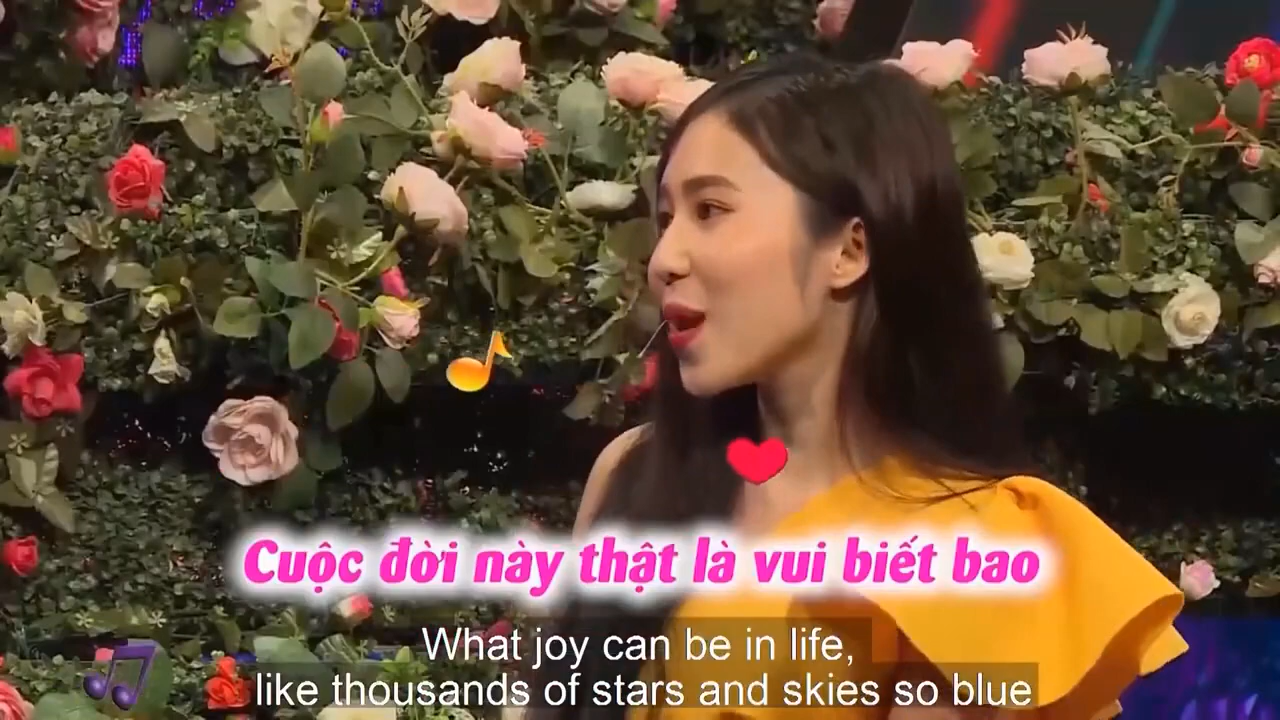 Cuộc đời này thật là vui biết bao
What joy can be in life,
like thousands of stars and skies so blue